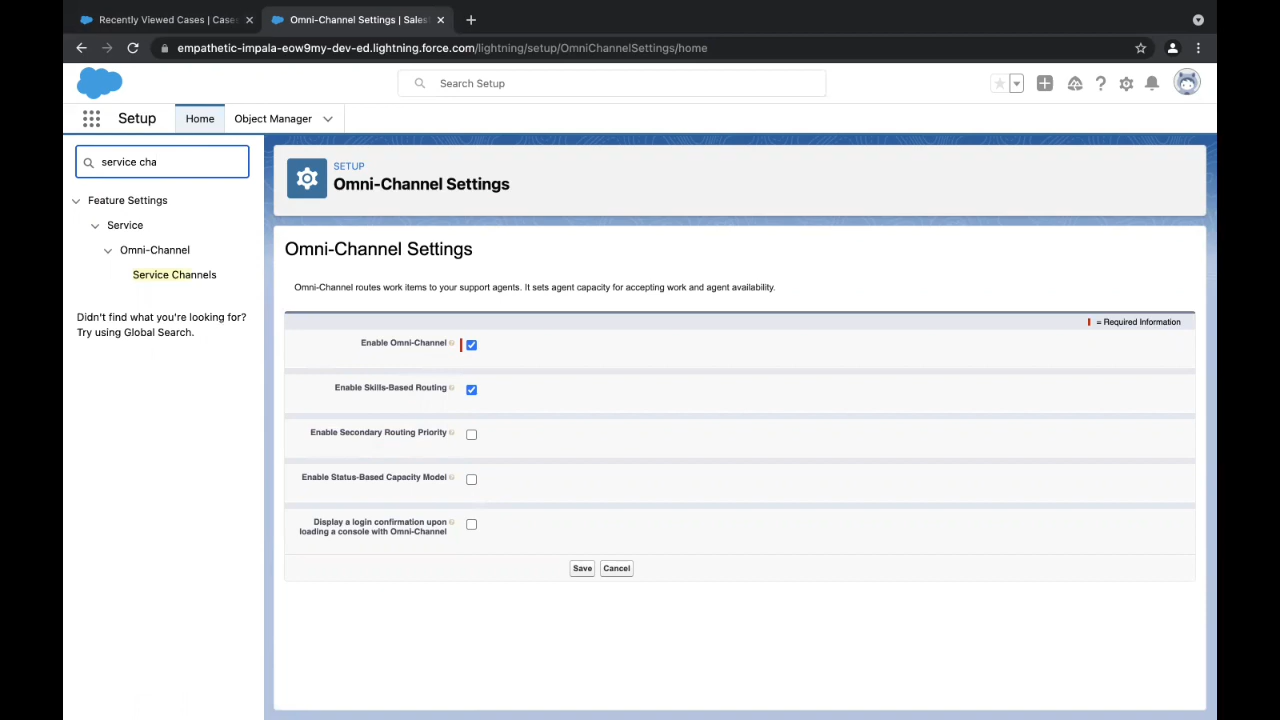 Recently Viewed Cases | Case
Omni-Channel Settings | Sales
empathetic-impala-eow9my-dev-ed.lightning.force.com/lightning/setup/OmniChannelSettings/home
Search Setup
Setup
Home
Object Manager
service cha
Feature Settings
Service
Omni-Channel
Service Channels
Didn't find what you're looking for?
Try using Global Search.
SETUP
Omni-Channel Settings
Omni-Channel Settings
Omni-Channel routes work items to your support agents. It sets agent capacity for accepting work and agent availability.
= Required Information
Enable Omni-Channel
Enable Skills-Based Routing
Enable Secondary Routing Priority
Enable Status-Based Capacity Model
Display a login confirmation upon
loading a console with Omni-Channel
Save Cancel